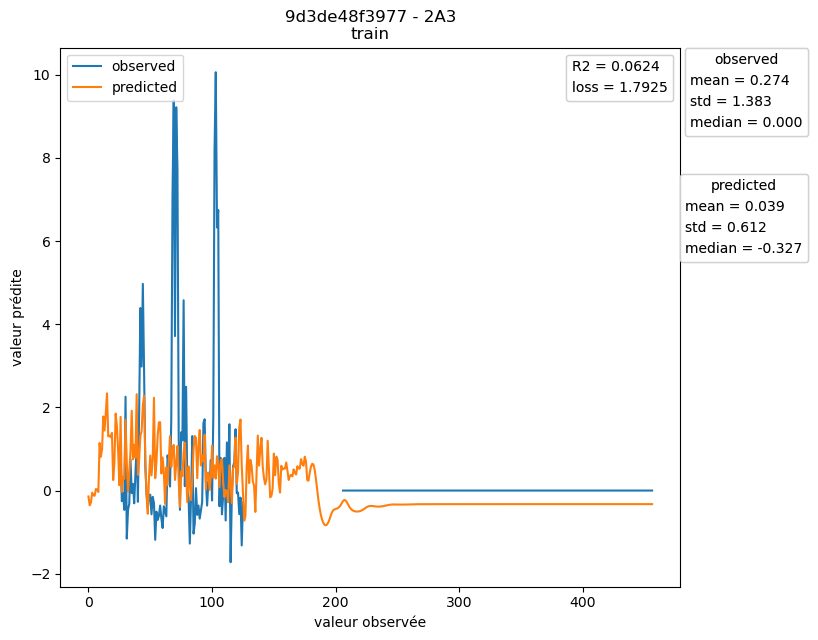 9d3de48f3977 - 2A3
train
observed
predicted
R2 = 0.0624
loss = 1.7925
observed
mean = 0.274
std = 1.383
median = 0.000
predicted
mean = 0.039
std = 0.612
median = -0.327
10
8
6
4
2
0
−2
valeur prédite
0
100
200
300
400
valeur observée